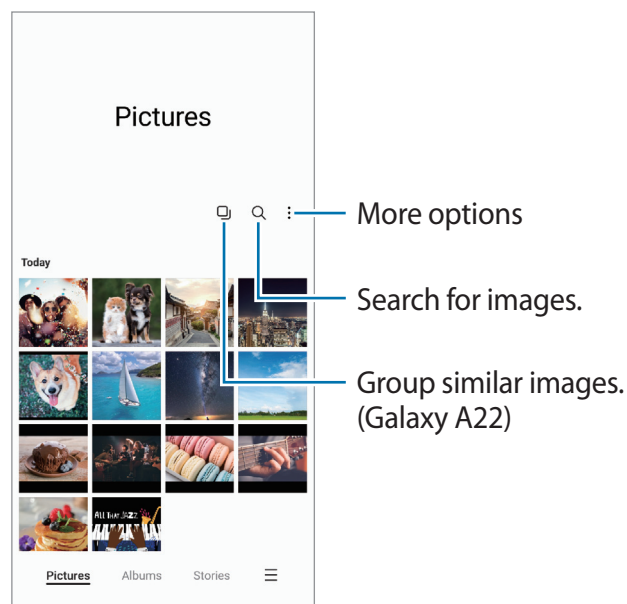 Pictures
More options
Today
Search for images.
Group similar images.
(Galaxy A22)
ALL THAT JAZZ
Pictures Albums Stories